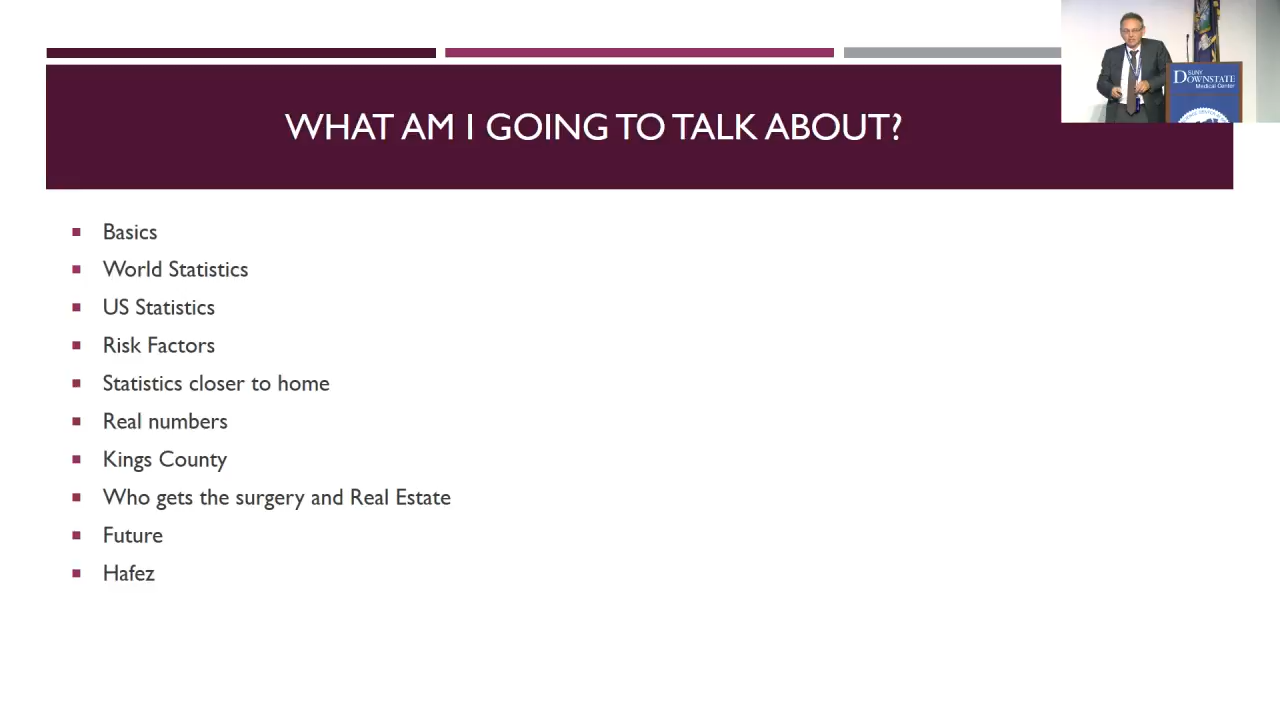 WHAT AM I GOING TO TALK ABOUT?
SUNY
DOWNSTATE
Medical Center
Basics
World Statistics
US Statistics
Risk Factors
Statistics closer to home
Real numbers
Kings County
Who gets the surgery and Real Estate
Future
Hafez